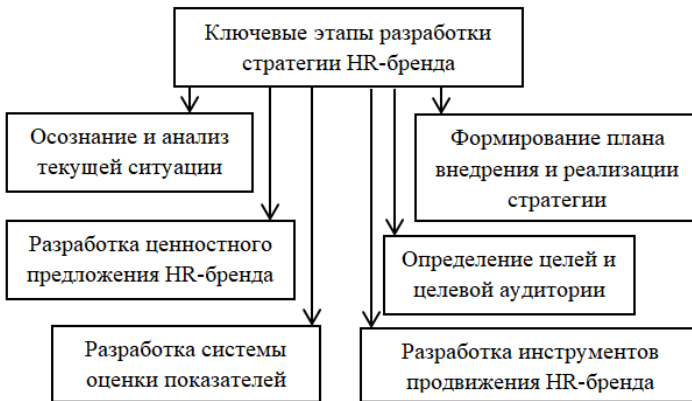 Ключевые этапы разработки
стратегии HR-бренда
Осознание и анализ
текущей ситуации
Формирование плана
внедрения и реализации
стратегии
Разработка ценностного
предложения HR-бренда
Определение целей и
целевой аудитории
Разработка системы
оценки показателей
Разработка инструментов
продвижения HR-бренда